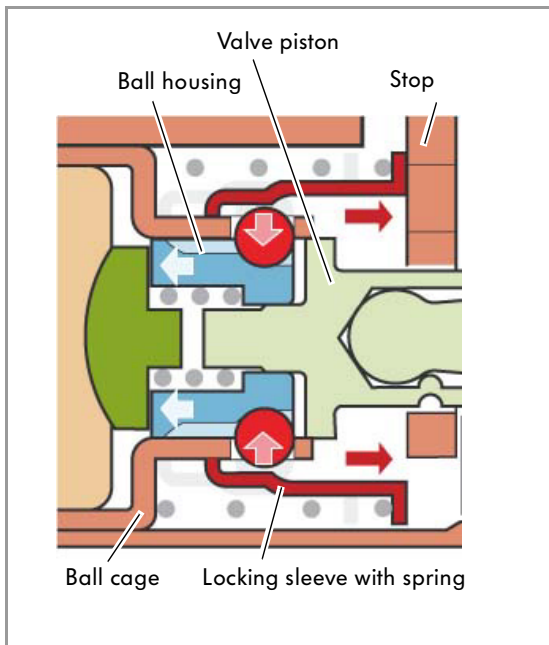 Valve piston
Ball housing
Stop
Ball cage
Locking sleeve with spring